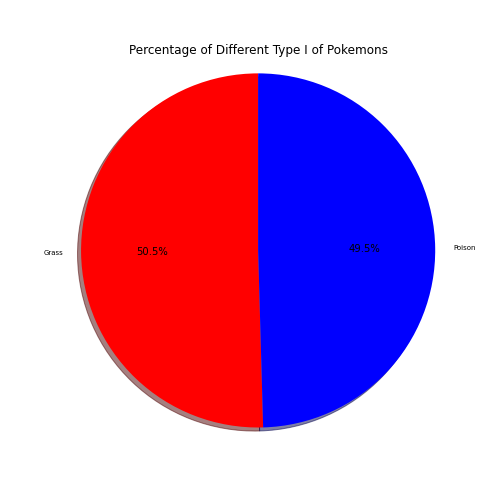 Percentage of Different Type I of Pokemons
Grass
50.5%
49.5%
Poison